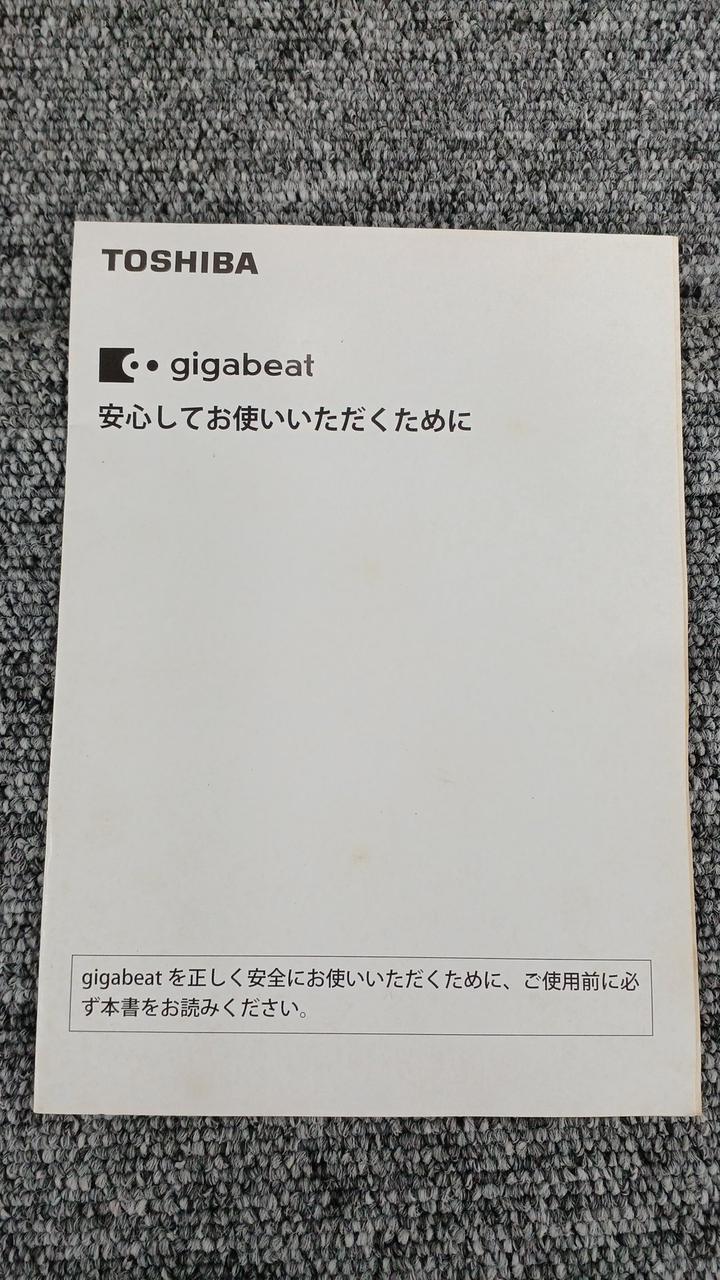 TOSHIBA
gigabeat
安心してお使いいただくために
gigabeat を正しく安全にお使いいただくために、ご使用前に必
ず本書をお読みください。